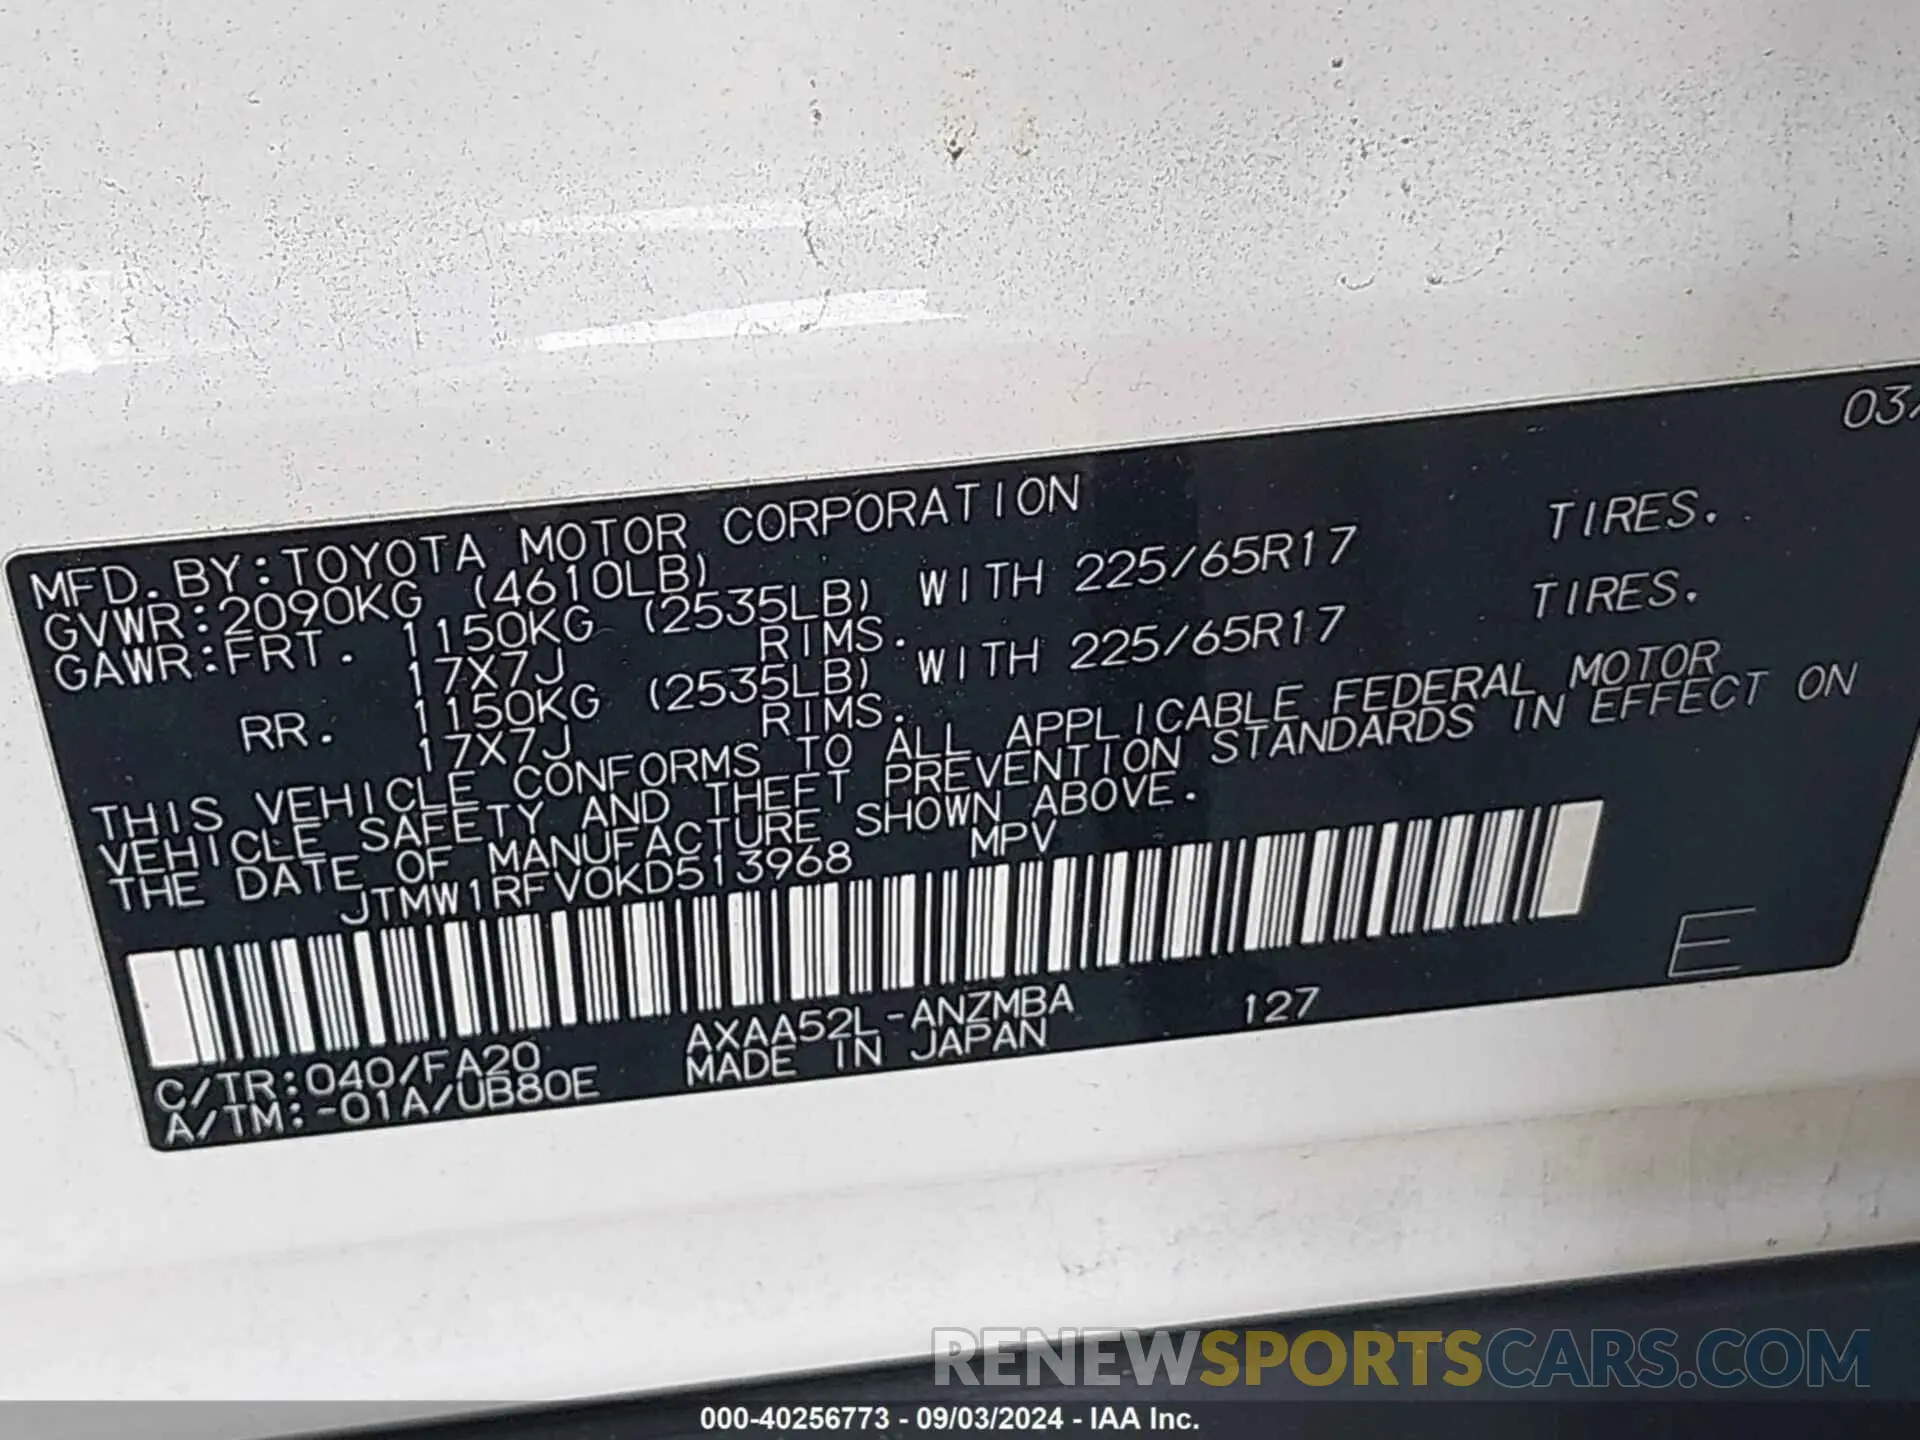 03/
MFD. BY:TOYOTA MOTOR CORPORATION
GVWR:2090KG (4610LB)
GAWR:FRT. 1150KG (2535LB) WITH 225/65R17 TIRES.
17X7J RIMS.
RR. 1150KG (2535LB) WITH 225/65R17 TIRES.
17X7J RIMS.
THIS VEHICLE CONFORMS TO ALL APPLICABLE FEDERAL MOTOR
VEHICLE SAFETY AND THEFT PREVENTION STANDARDS IN EFFECT ON
THE DATE OF MANUFACTURE SHOWN ABOVE.
JTMW1RFV0KD513968 MPV
E
C/TR:040/FA20 AXAA52L-ANZMBA 127
A/TM:-01A/UB80E MADE IN JAPAN
RENEWSPORTSCARS.COM
000-40256773 - 09/03/2024 - IAA Inc.